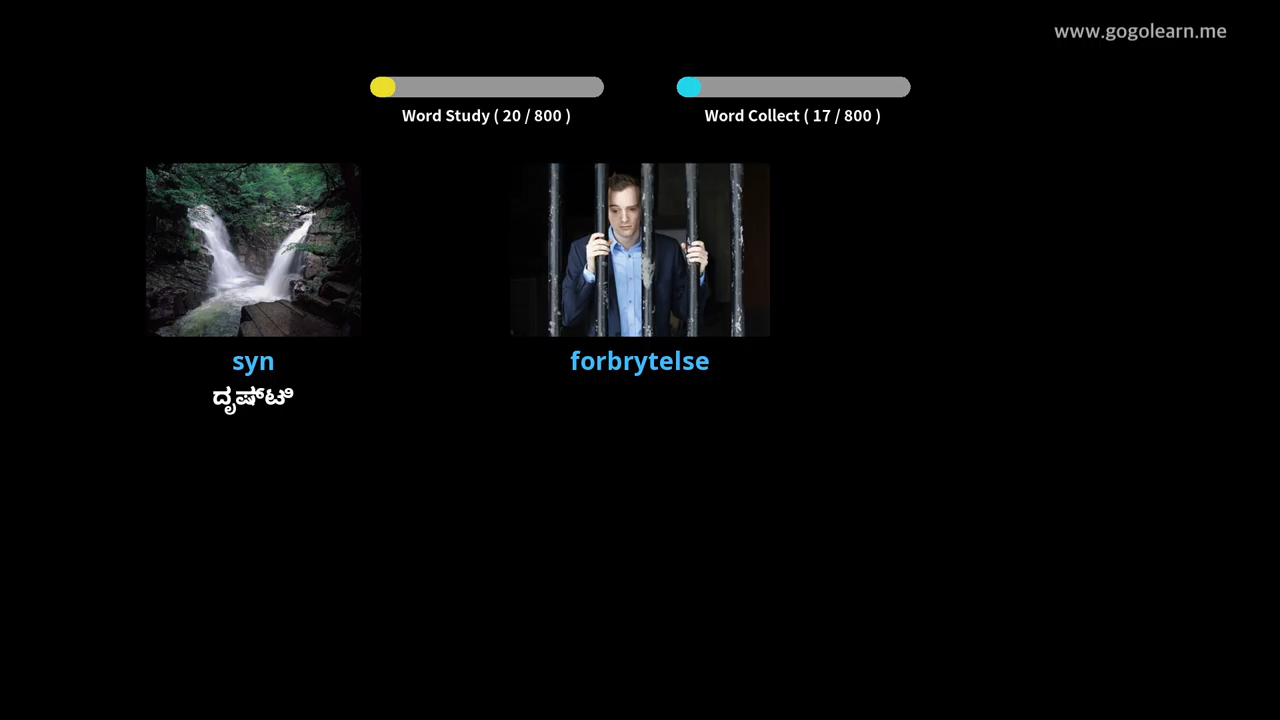 www.gogolearn.me
Word Study ( 20 / 800 )
Word Collect ( 17 / 800 )
syn
forbrytelse
ದೃಷ್ಟಿ